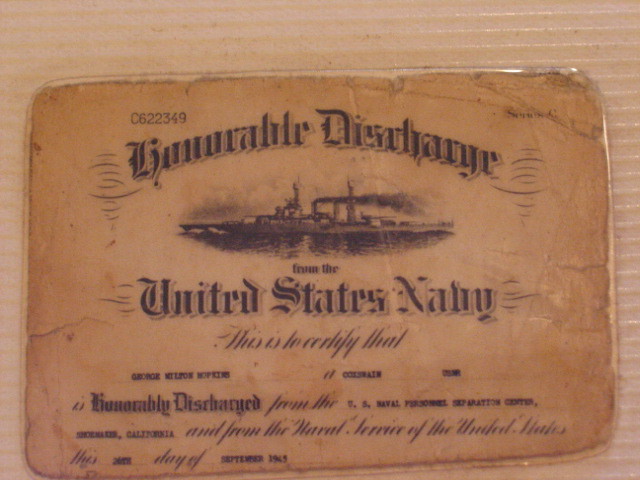 C622349
Honorable Discharge
from the
United States Navy
This is to certify that
GEORGE MILTON HOPKINS a COXSWAIN USNR
is Honorably Discharged from the U. S. NAVAL PERSONNEL SEPARATION CENTER,
SHOEMAKER, CALIFORNIA and from the Naval Service of the United States
this day of SEPTEMBER 1945